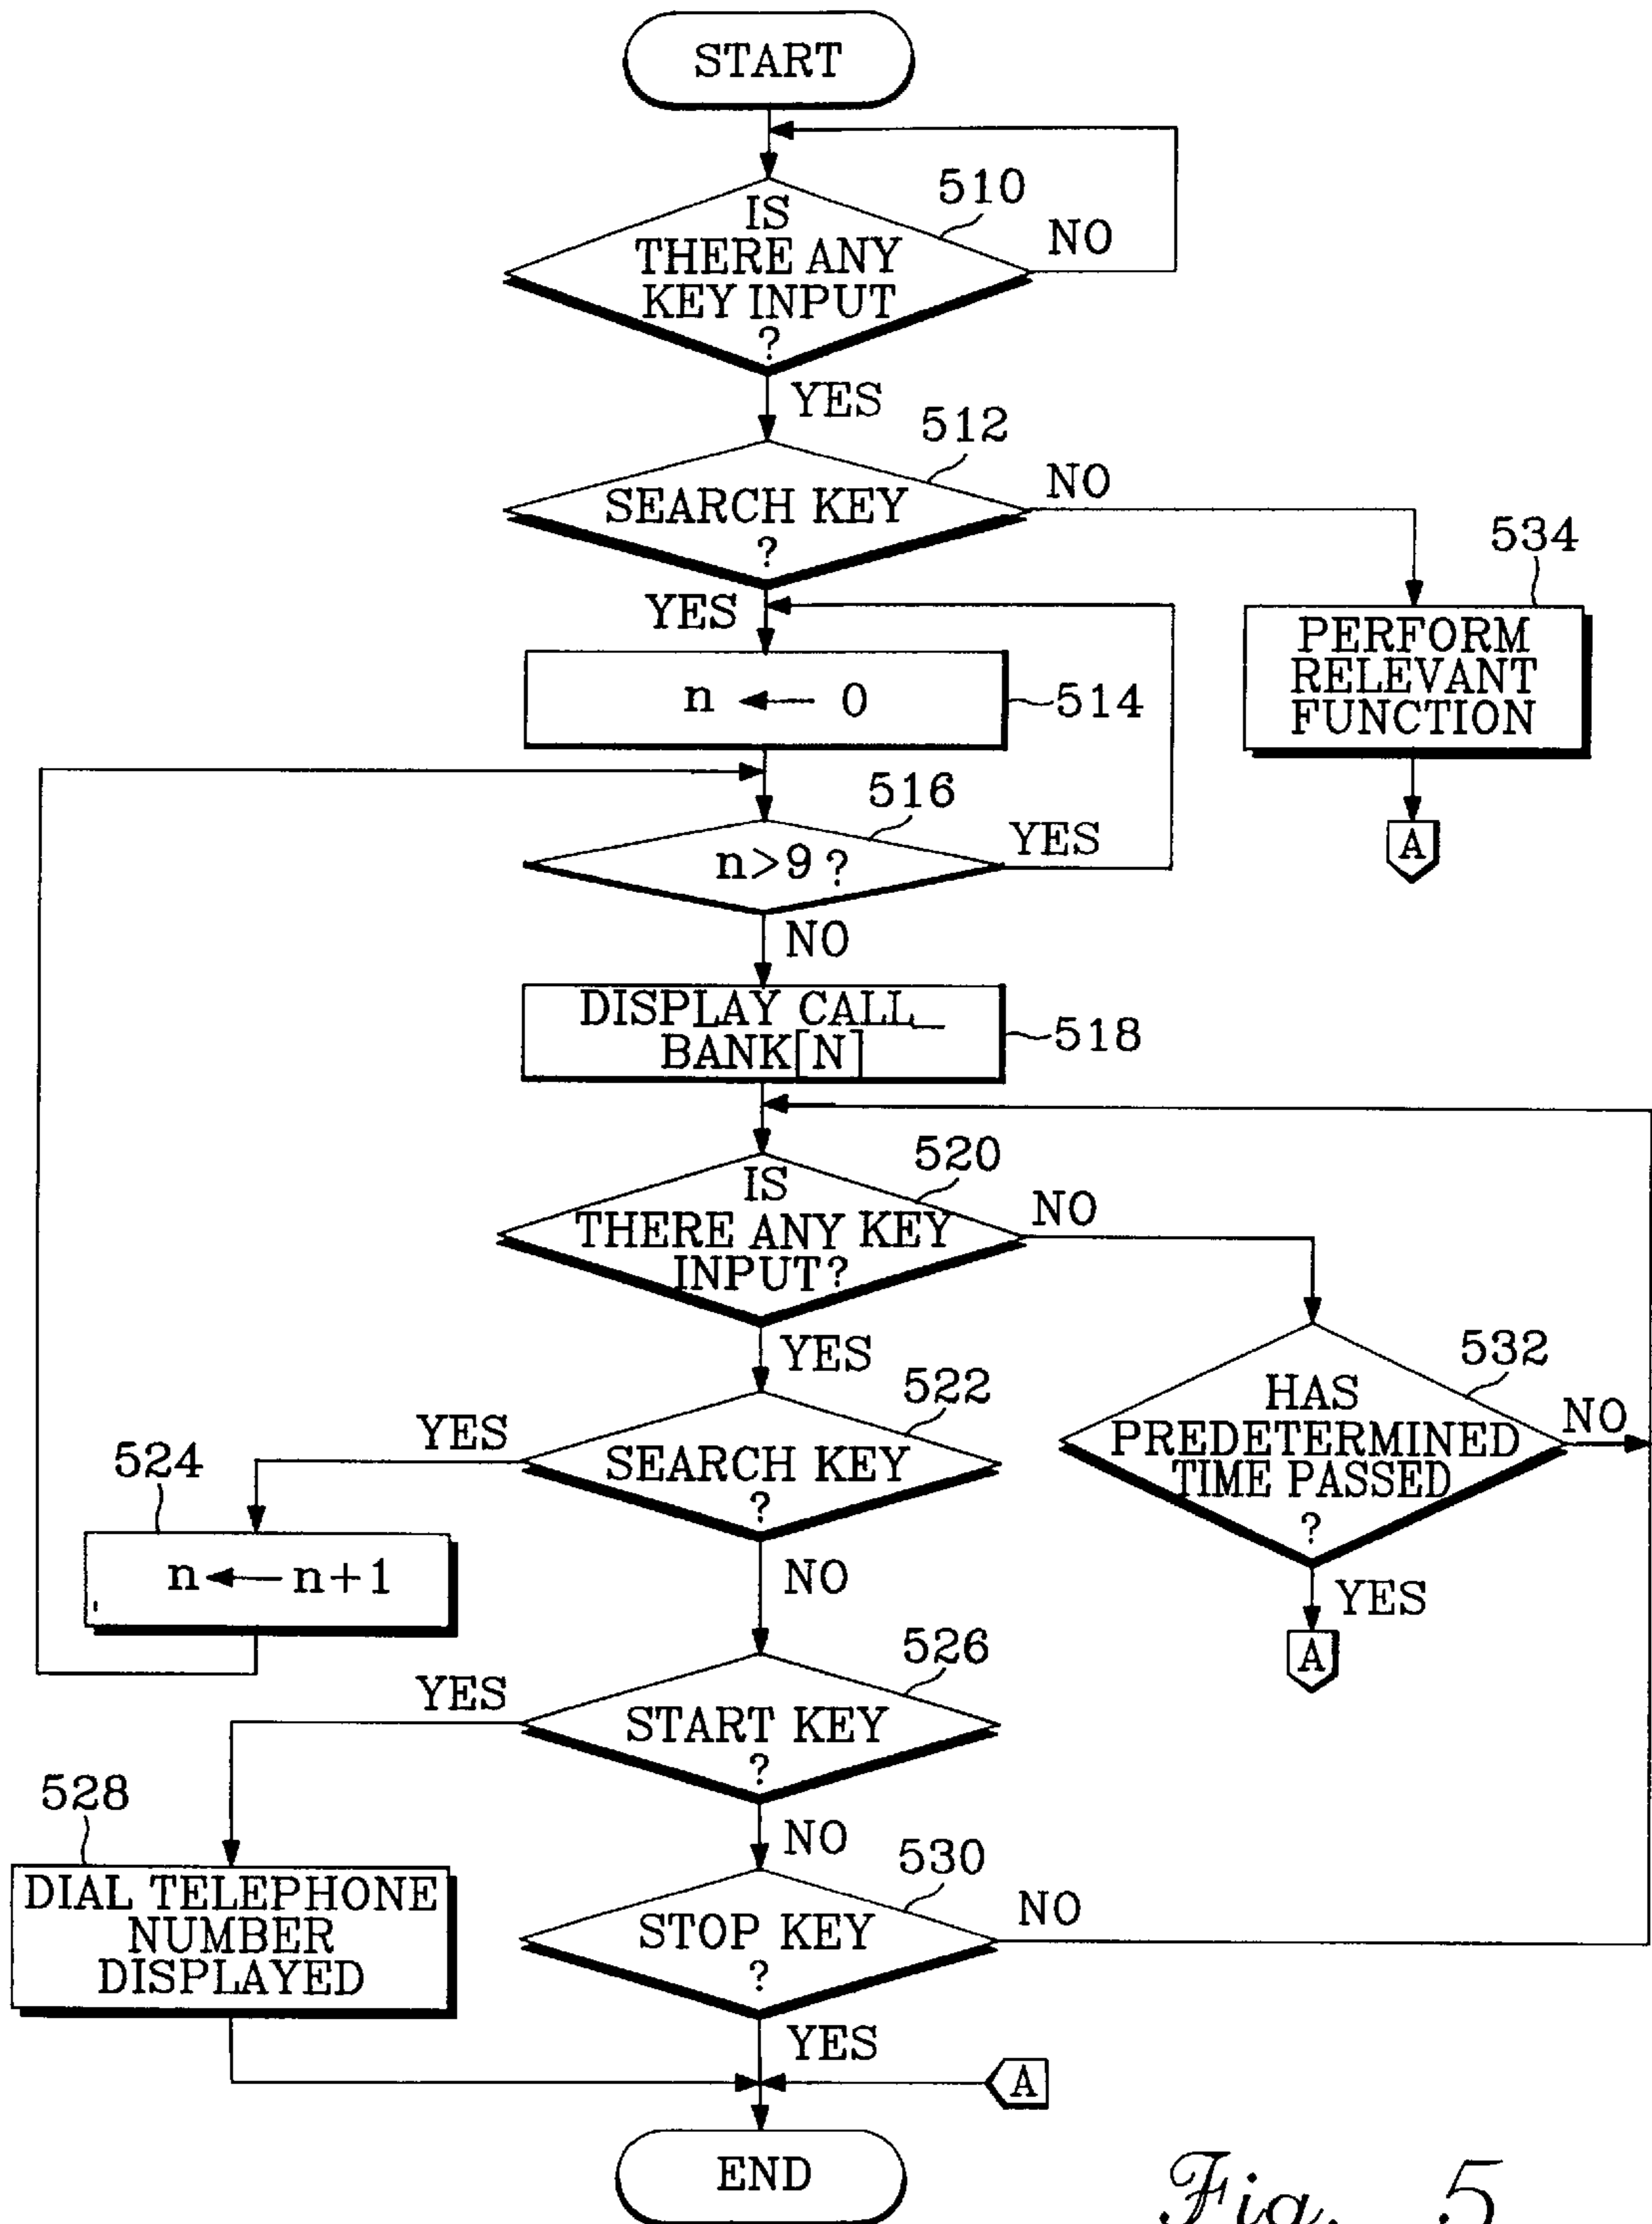 START
510
IS
THERE ANY
KEY INPUT
?
NO
YES
512
SEARCH KEY
?
NO
534
YES
PERFORM
RELEVANT
FUNCTION
n ← 0
514
A
516
n>9 ?
YES
NO
DISPLAY CALL_
BANK[N]
518
520
IS
THERE ANY KEY
INPUT?
NO
YES
532
HAS
PREDETERMINED
TIME PASSED
?
NO
YES
A
522
SEARCH KEY
?
YES
524
n ← n+1
NO
526
START KEY
?
YES
528
DIAL TELEPHONE
NUMBER
DISPLAYED
NO
530
STOP KEY
?
NO
YES
A
END
Fig. 5